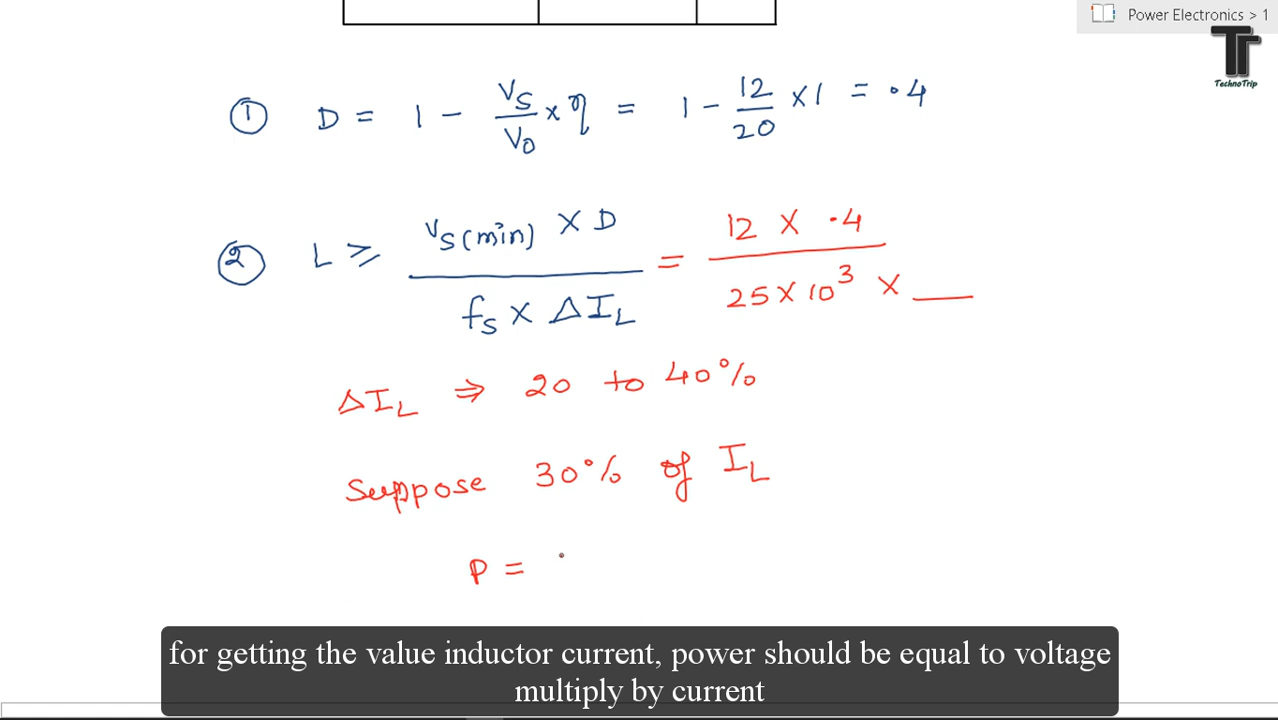 Power Electronics > 1
TechnoTrip
① D = 1 - Vs/Vo × η = 1 - 12/20 × 1 = .4
② L ≥ Vs(min) × D / fs × ΔIL = 12 × .4 / 25 × 10³ × __
ΔIL ⇒ 20 to 40%
Suppose 30% of IL
P =
for getting the value inductor current, power should be equal to voltage
multiply by current